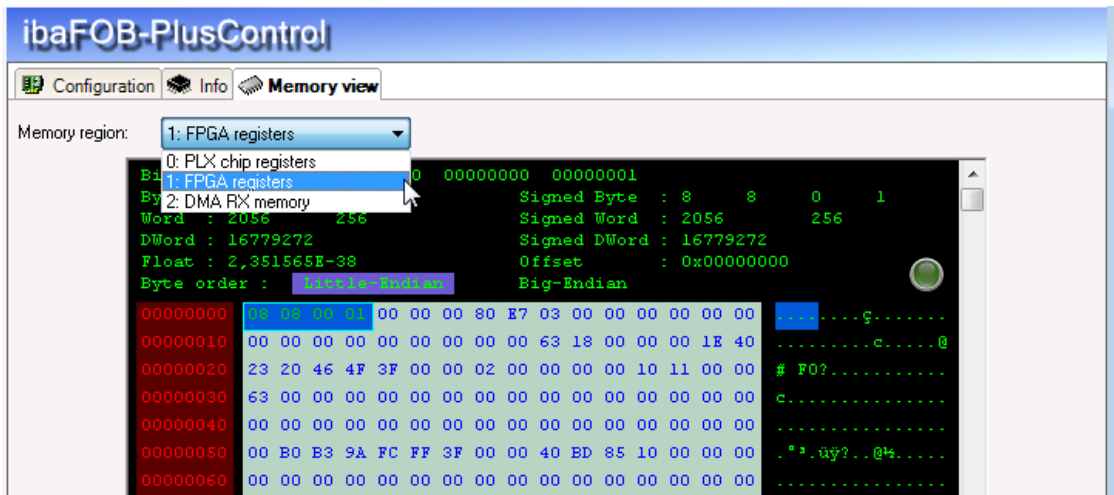 ibaFOB-PlusControl
Configuration Info Memory view
Memory region: 1: FPGA registers
0: PLX chip registers
1: FPGA registers
2: DMA RX memory
Bi 0 00000000 00000001
By Signed Byte : 8 8 0 1
Word : 2056 256 Signed Word : 2056 256
DWord : 16779272 Signed DWord : 16779272
Float : 2,351565E-38 Offset : 0x00000000
Byte order : Little-Endian Big-Endian
00000000 08 08 00 01 00 00 00 80 E7 03 00 00 00 00 00 00 ........ç.......
00000010 00 00 00 00 00 00 00 00 00 63 18 00 00 00 1E 40 .........c.....@
00000020 23 20 46 4F 3F 00 00 02 00 00 00 00 10 11 00 00 # FO?...........
00000030 63 00 00 00 00 00 00 00 00 00 00 00 00 00 00 00 c...............
00000040 00 00 00 00 00 00 00 00 00 00 00 00 00 00 00 00 ................
00000050 00 B0 B3 9A FC FF 3F 00 00 40 BD 85 10 00 00 00 .°³.üÿ?..@½.....
00000060 00 00 00 00 00 00 00 00 00 00 00 00 00 00 00 00 ................